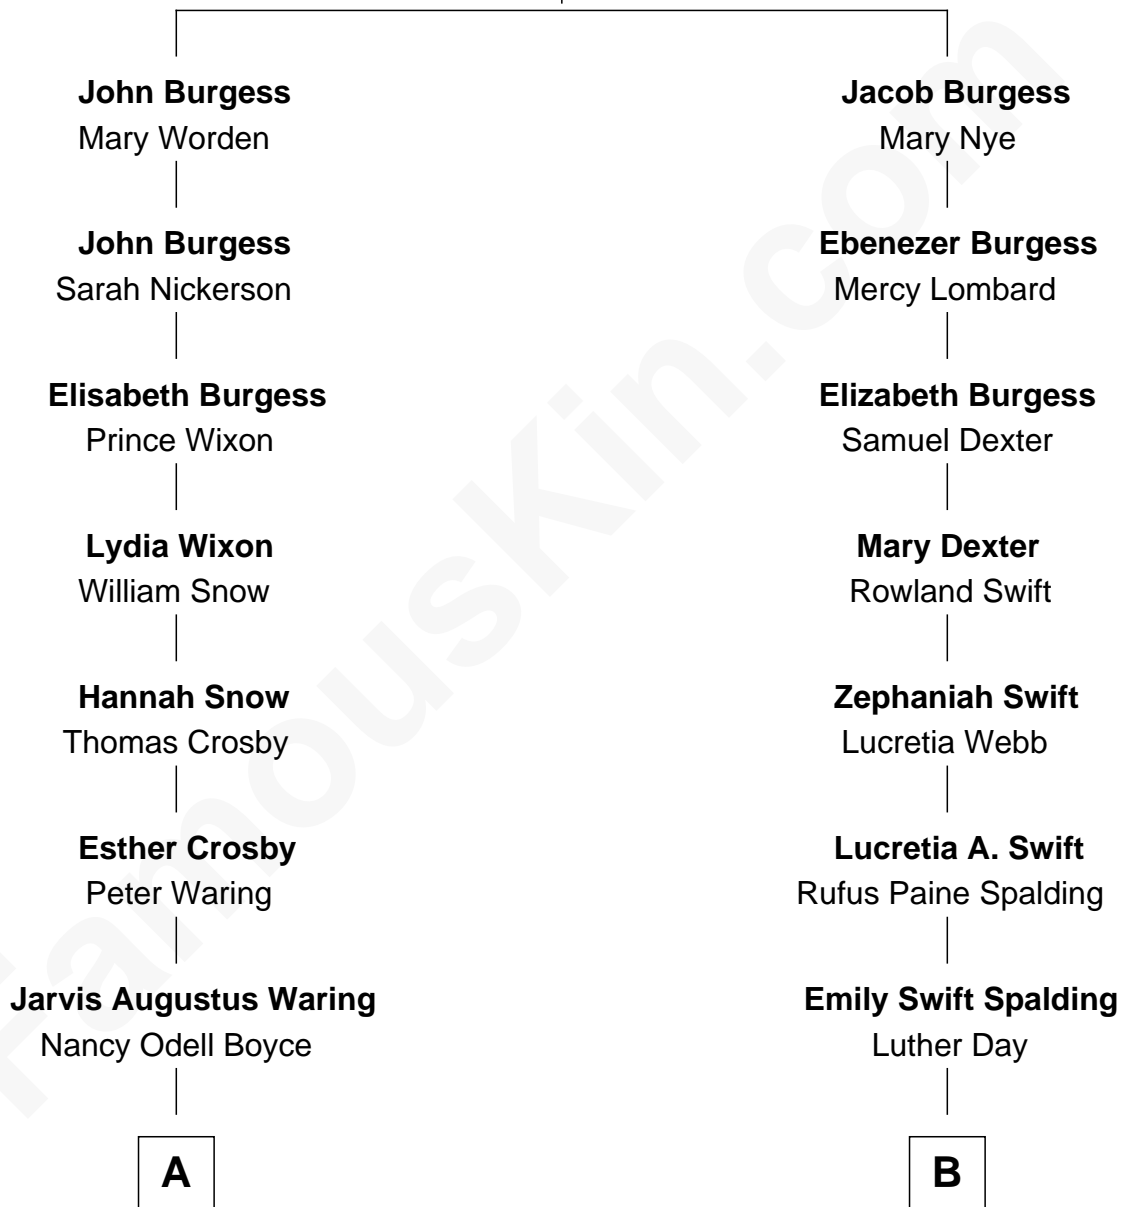 John Burgess
Mary Worden
John Burgess
Sarah Nickerson
Elisabeth Burgess
Prince Wixon
Lydia Wixon
William Snow
Hannah Snow
Thomas Crosby
Esther Crosby
Peter Waring
Jarvis Augustus Waring
Nancy Odell Boyce
A
Jacob Burgess
Mary Nye
Ebenezer Burgess
Mercy Lombard
Elizabeth Burgess
Samuel Dexter
Mary Dexter
Rowland Swift
Zephaniah Swift
Lucretia Webb
Lucretia A. Swift
Rufus Paine Spalding
Emily Swift Spalding
Luther Day
B
FamousKin.com